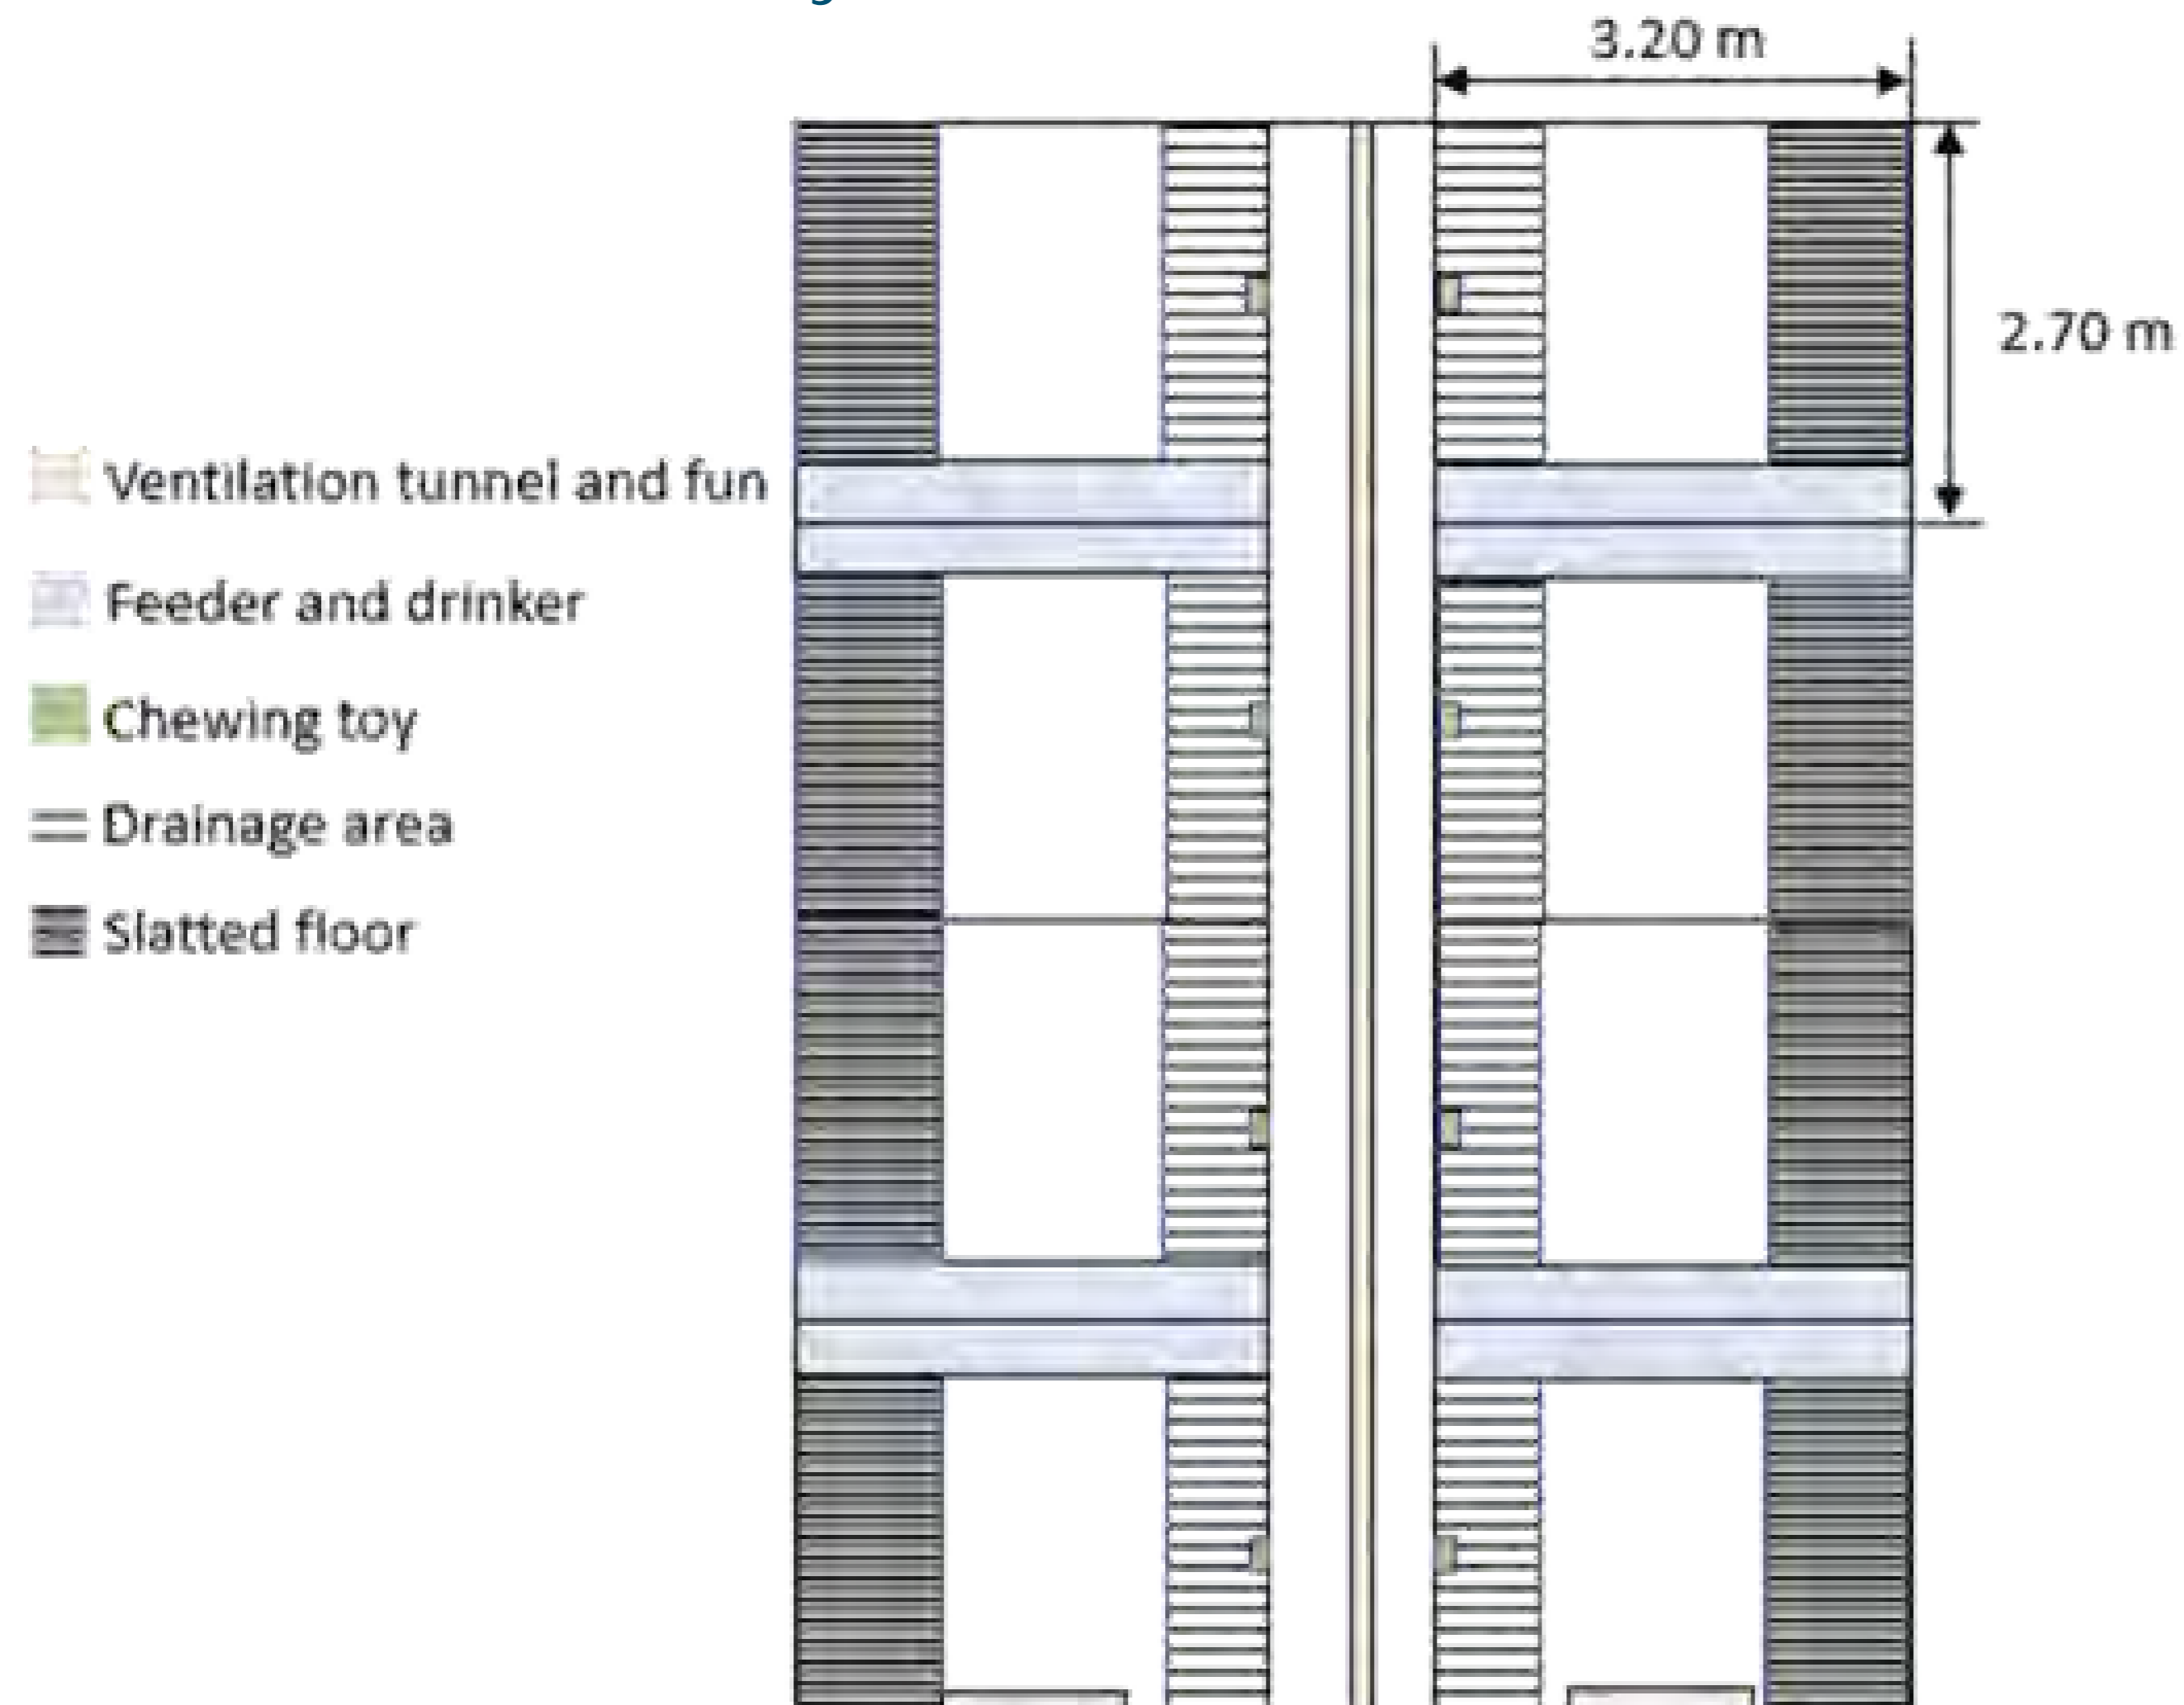 3.20 m
2.70 m
Ventilation tunnel and fun
Feeder and drinker
Chewing toy
Drainage area
Slatted floor